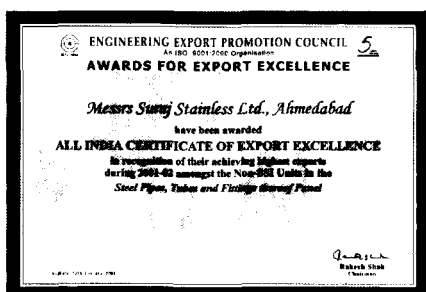 ENGINEERING EXPORT PROMOTION COUNCIL
An ISO 9001:2000 Organisation
AWARDS FOR EXPORT EXCELLENCE
Messrs Suraj Stainless Ltd., Ahmedabad
have been awarded
ALL INDIA CERTIFICATE OF EXPORT EXCELLENCE
in recognition of their achieving highest exports
during 2001-02 amongst the Non-SSI Units in the
Steel Pipes, Tubes and Fittings thereof Panel
Rakesh Shah
Chairman